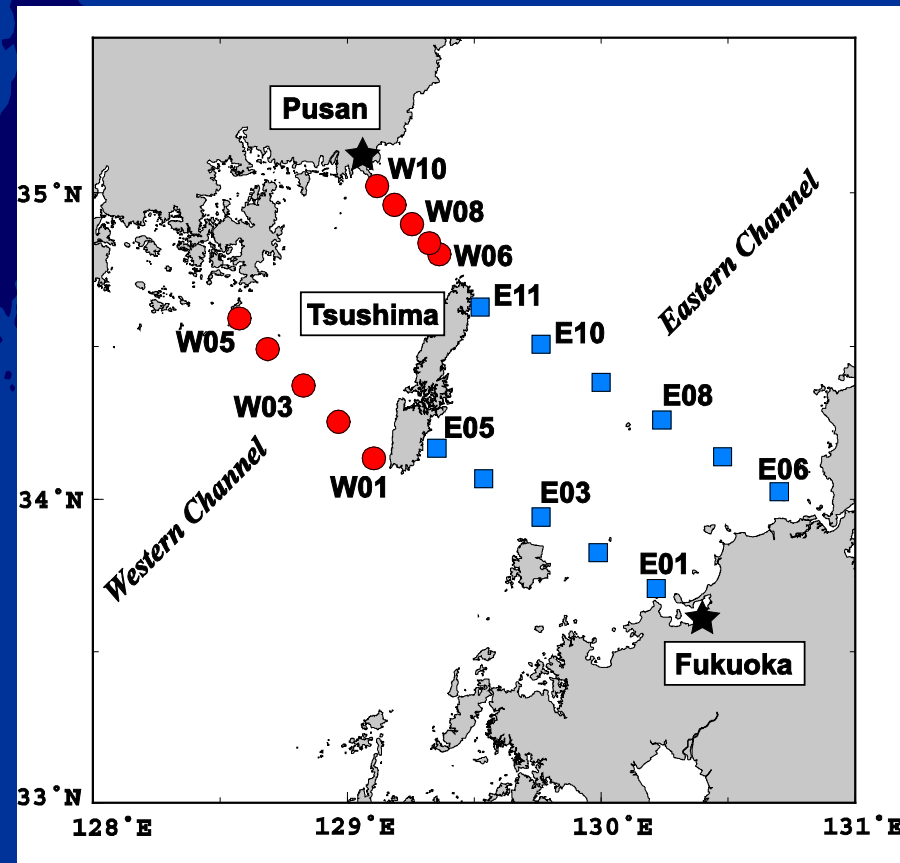 Pusan
W10
35°N
W08
W06
Eastern Channel
E11
Tsushima
E10
W05
E08
W03
E05
E06
W01
E03
34°N
Western Channel
E01
Fukuoka
33°N
128°E
129°E
130°E
131°E